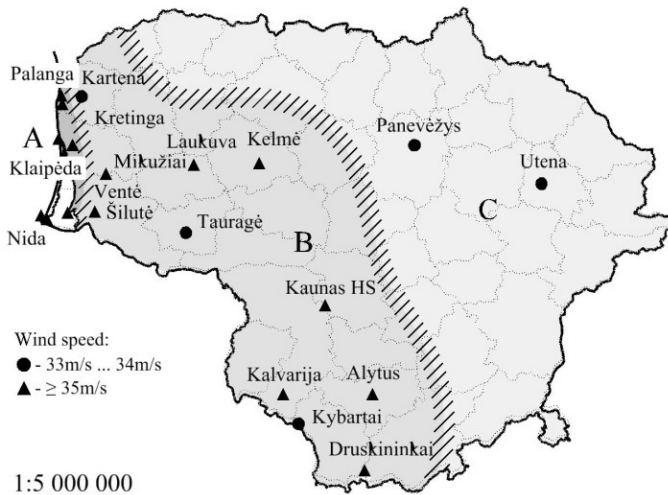 Palanga
Kartena
Kretinga
A
Klaipėda
Mikužiai
Laukuva
Kelmė
Panevėžys
Utena
Ventė
Šilutė
Nida
Tauragė
B
C
Kaunas HS
Wind speed:
- 33m/s ... 34m/s
- ≥ 35m/s
Kalvarija
Alytus
Kybartai
Druskininkai
1:5 000 000